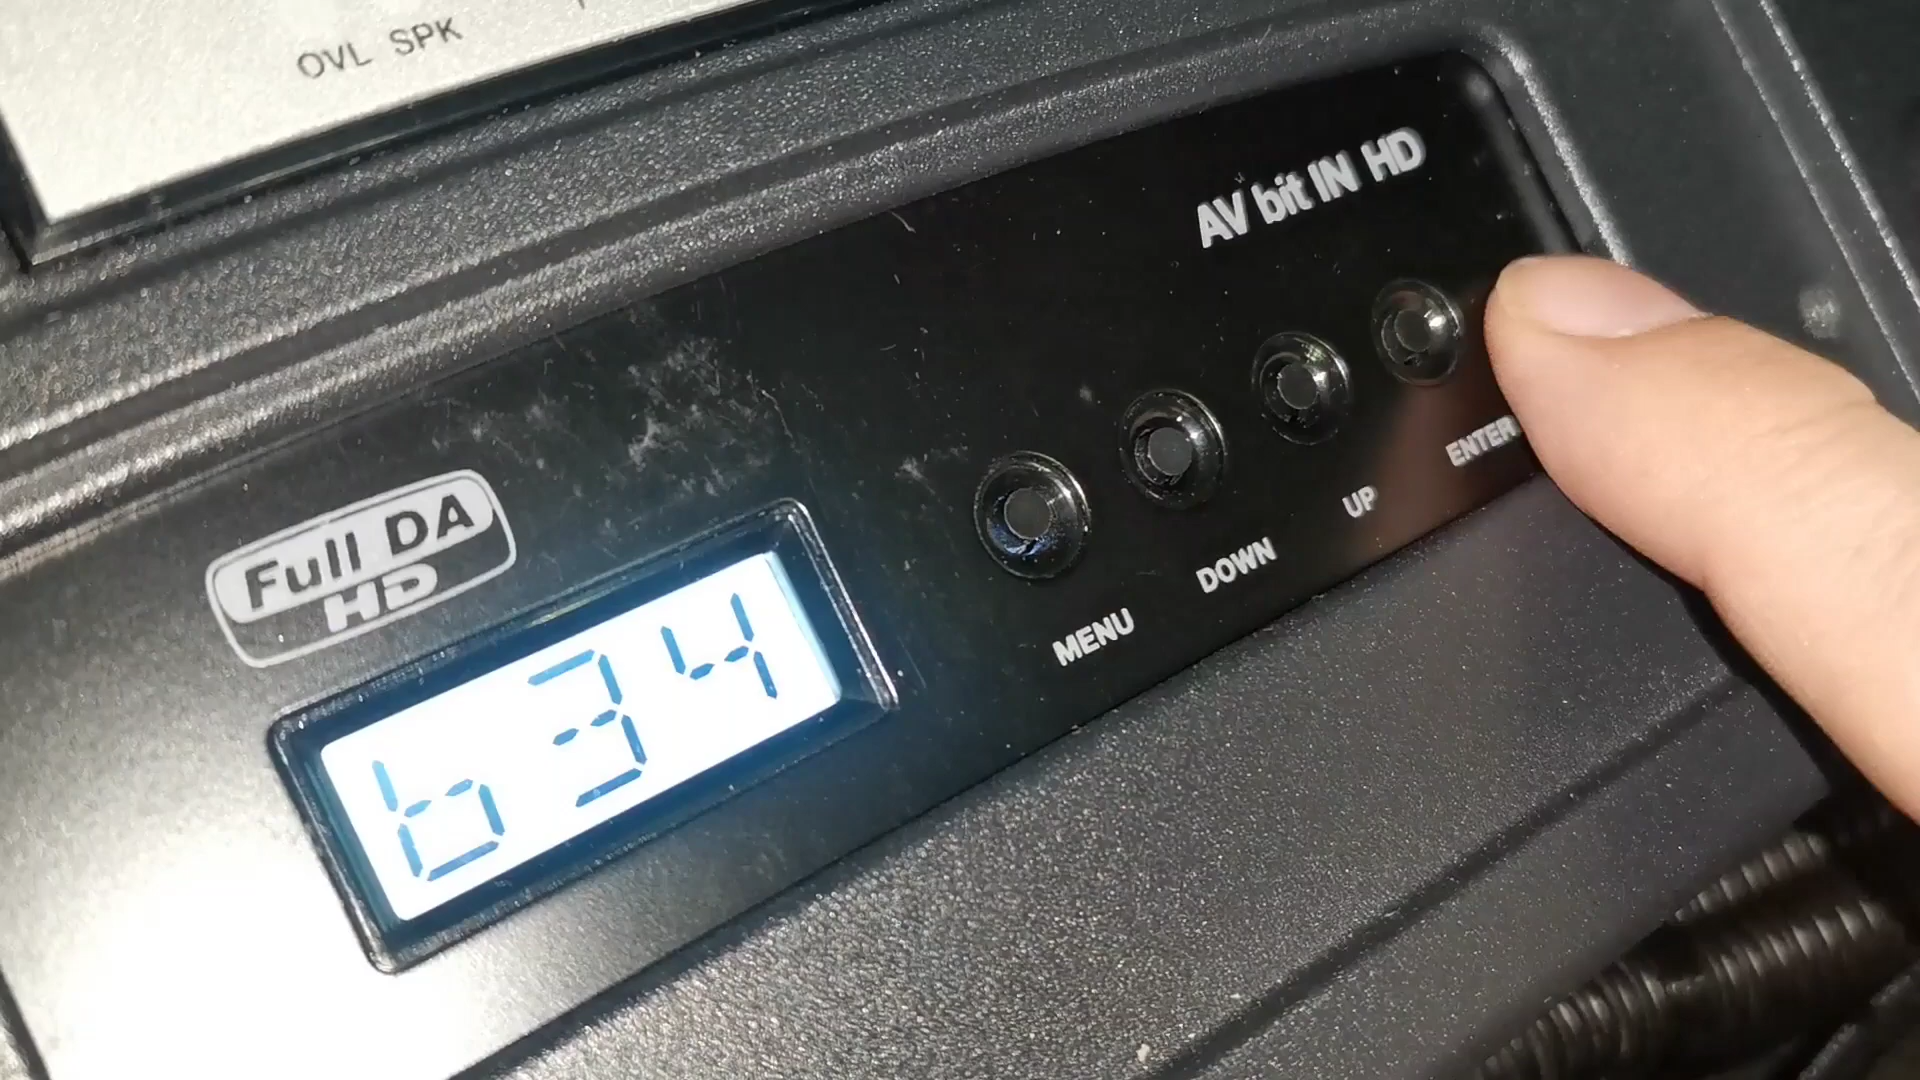 OVL SPK
AV bit IN HD
Full DA
HD
b34
MENU
DOWN
UP
ENTER